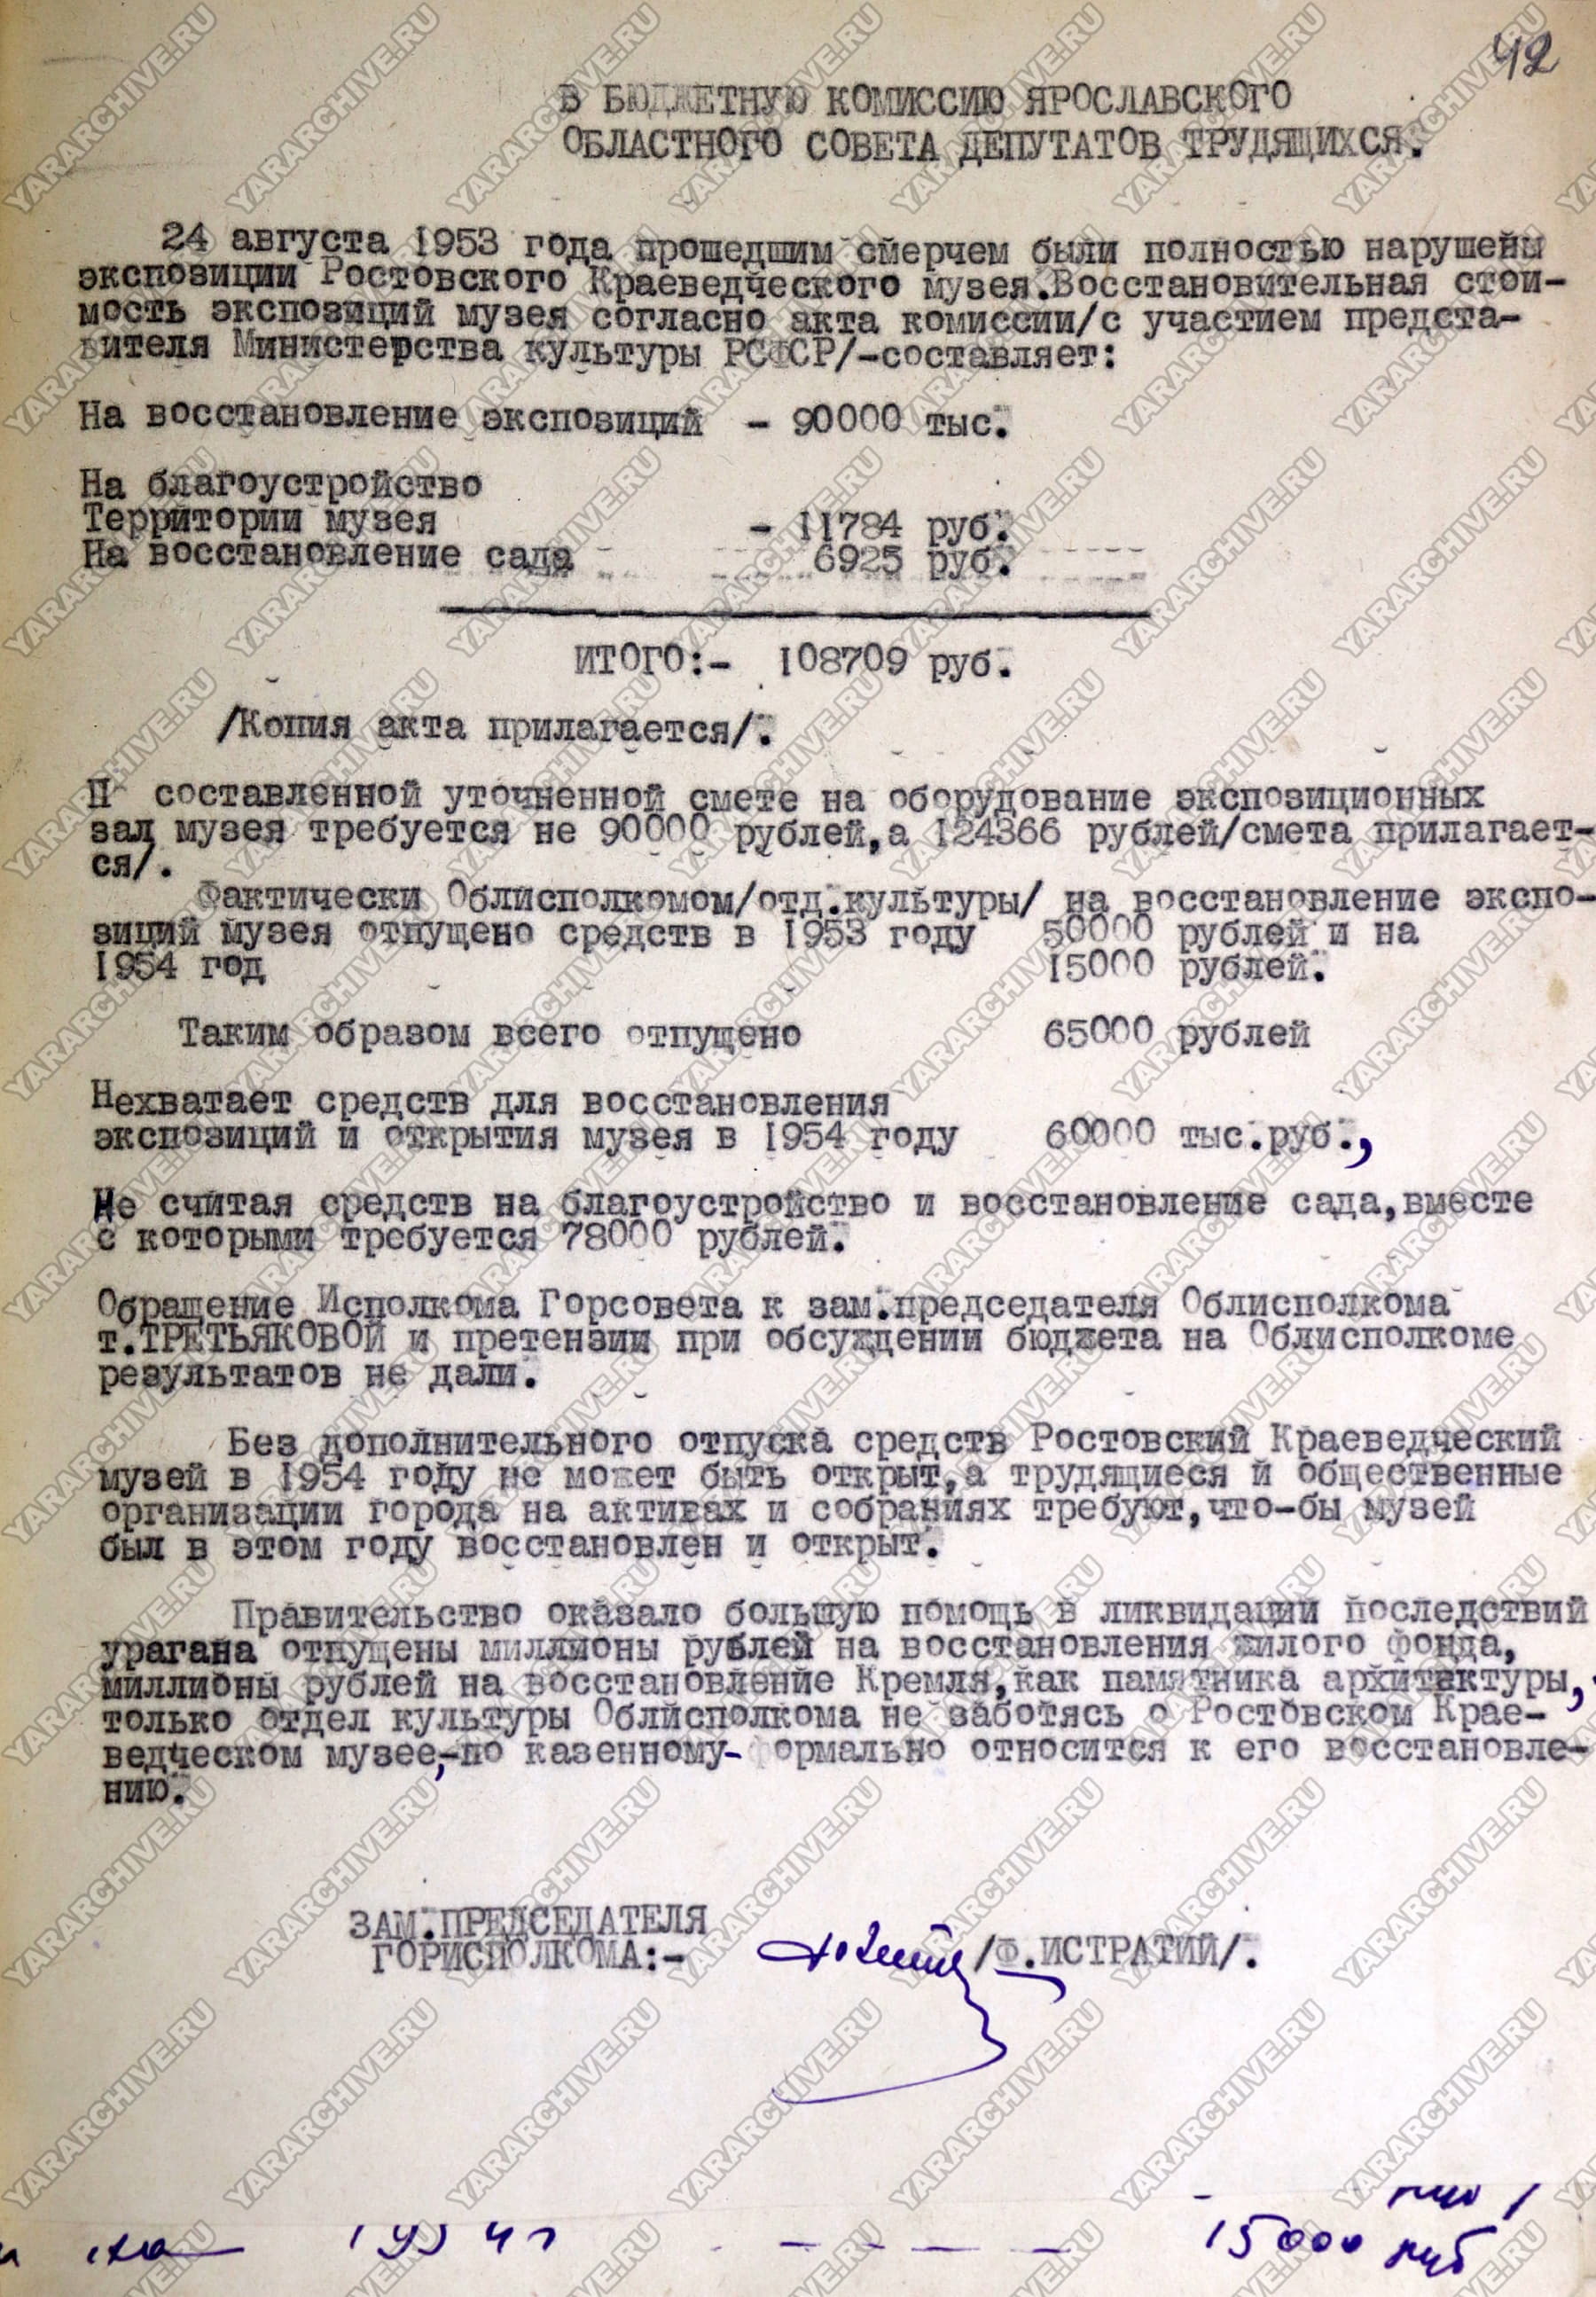 42
В БЮДЖЕТНУЮ КОМИССИЮ ЯРОСЛАВСКОГО
ОБЛАСТНОГО СОВЕТА ДЕПУТАТОВ ТРУДЯЩИХСЯ.
24 августа 1953 года прошедшим смерчем были полностью нарушены
экспозиции Ростовского Краеведческого музея.Восстановительная стои-
мость экспозиций музея согласно акта комиссии/с участием предста-
вителя Министерства культуры РСФСР/-составляет:
На восстановление экспозиций - 90000 тыс.
На благоустройство
Территории музея - 11784 руб.
На восстановление сада 6925 руб.
ИТОГО:- 108709 руб.
/Копия акта прилагается/.
П составленной уточненной смете на оборудование экспозиционных
зал музея требуется не 90000 рублей,а 124366 рублей/смета прилагает-
ся/.
Фактически Облисполкомом/отд.культуры/ на восстановление экспо-
зиций музея отпущено средств в 1953 году 50000 рублей и на
1954 год 15000 рублей.
Таким образом всего отпущено 65000 рублей
Нехватает средств для восстановления
экспозиций и открытия музея в 1954 году 60000 тыс.руб.,
Не считая средств на благоустройство и восстановление сада,вместе
с которыми требуется 78000 рублей.
Обращение Исполкома Горсовета к зам.председателя Облисполкома
т.ТРЕТЬЯКОВОЙ и претензии при обсуждении бюджета на Облисполкоме
результатов не дали.
Без дополнительного отпуска средств Ростовский Краеведческий
музей в 1954 году не может быть открыт,а трудящиеся и общественные
организации города на активах и собраниях требуют,что-бы музей
был в этом году восстановлен и открыт.
Правительство оказало большую помощь в ликвидации последствий
урагана отпущены миллионы рублей на восстановления жилого фонда,
миллионы рублей на восстановление Кремля,как памятника архитектуры,
только отдел культуры Облисполкома не заботясь о Ростовском Крае-
ведческом музее,-по казенному- формально относится к его восстановле-
нию.
ЗАМ.ПРЕДСЕДАТЕЛЯ
ГОРИСПОЛКОМА:- /Ф.ИСТРАТИЙ/.
1954г - - - - 15000 руб
YARARCHIVE.RU